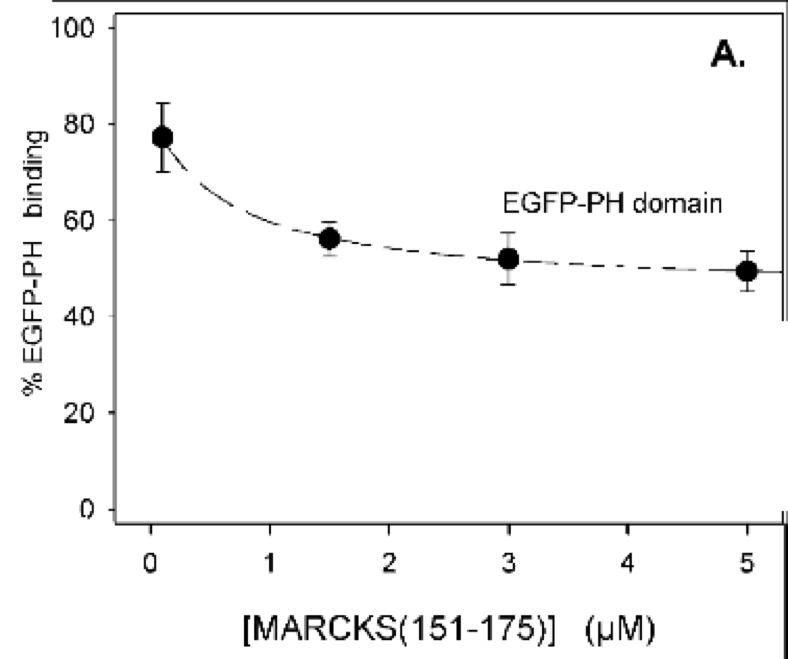 A.
% EGFP-PH binding
100
80
60
40
20
0
EGFP-PH domain
0 1 2 3 4 5
[MARCKS(151-175)] (µM)